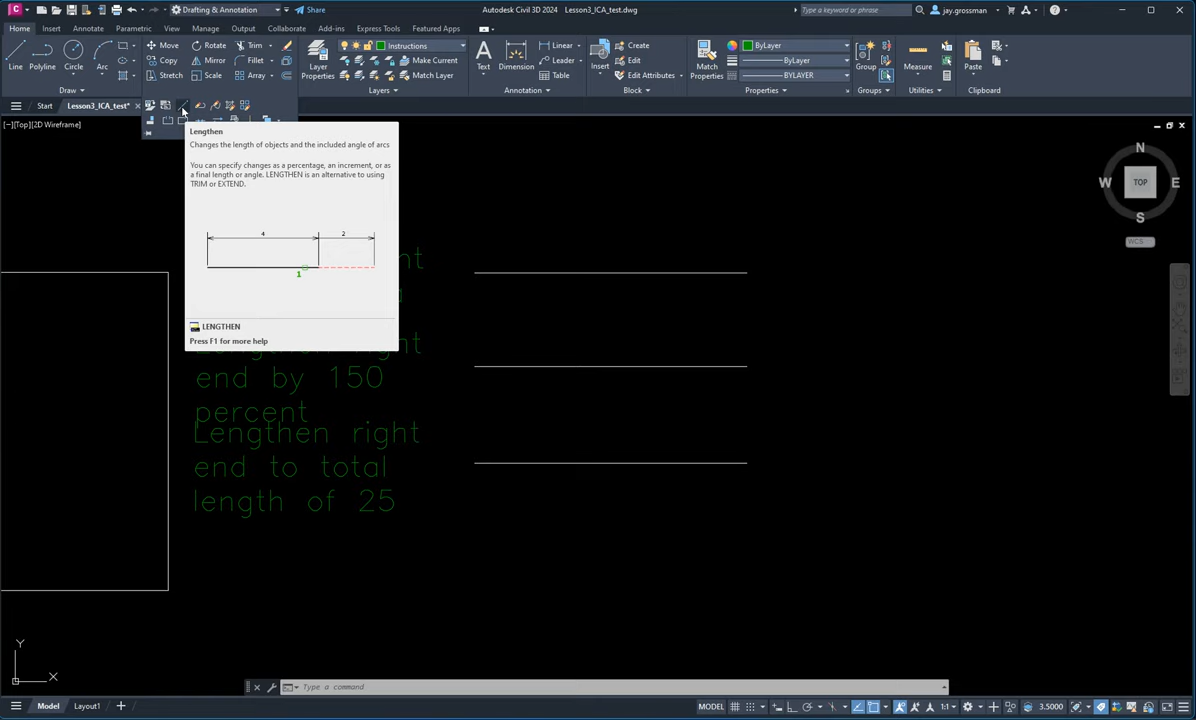 Drafting & Annotation
Share
Autodesk Civil 3D 2024 Lesson3_ICA_test.dwg
Type a keyword or phrase
jay.grossman
Home Insert Annotate Parametric View Manage Output Collaborate Add-ins Express Tools Featured Apps
Line Polyline Circle Arc
Move Rotate Trim
Copy Mirror Fillet
Stretch Scale Array
Layer Properties
Instructions
Make Current
Match Layer
Text Dimension
Linear
Leader
Table
Insert
Create
Edit
Edit Attributes
Match Properties
ByLayer
ByLayer
BYLAYER
Group
Measure
Paste
Draw Layers Annotation Block Properties Groups Utilities Clipboard
Start Lesson3_ICA_test*
[−][Top][2D Wireframe]
Lengthen
Changes the length of objects and the included angle of arcs
You can specify changes as a percentage, an increment, or as
a final length or angle. LENGTHEN is an alternative to using
TRIM or EXTEND.
4 2
1
LENGTHEN
Press F1 for more help
end by 150
percent
Lengthen right
end to total
length of 25
N
W TOP E
S
WCS
Y
X
Type a command
Model Layout1
MODEL 1:1 3.5000